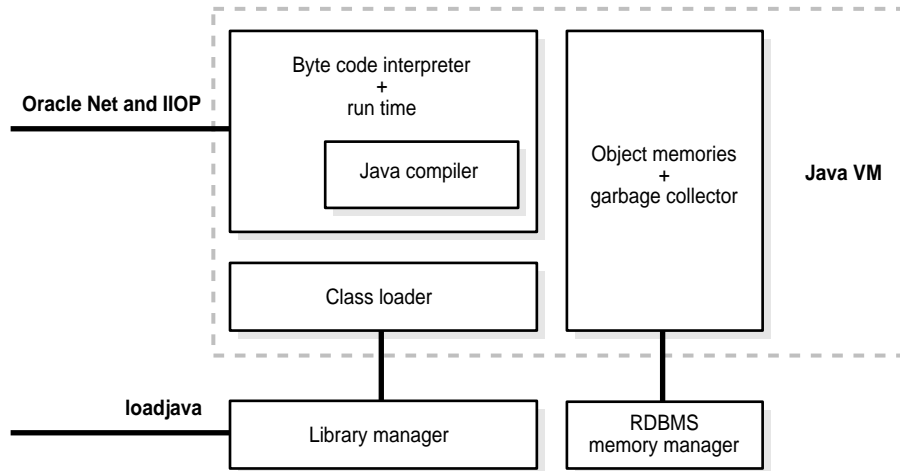 Byte code interpreter
+
run time
Oracle Net and IIOP
Java compiler
Object memories
+
garbage collector
Java VM
Class loader
loadjava
Library manager
RDBMS
memory manager